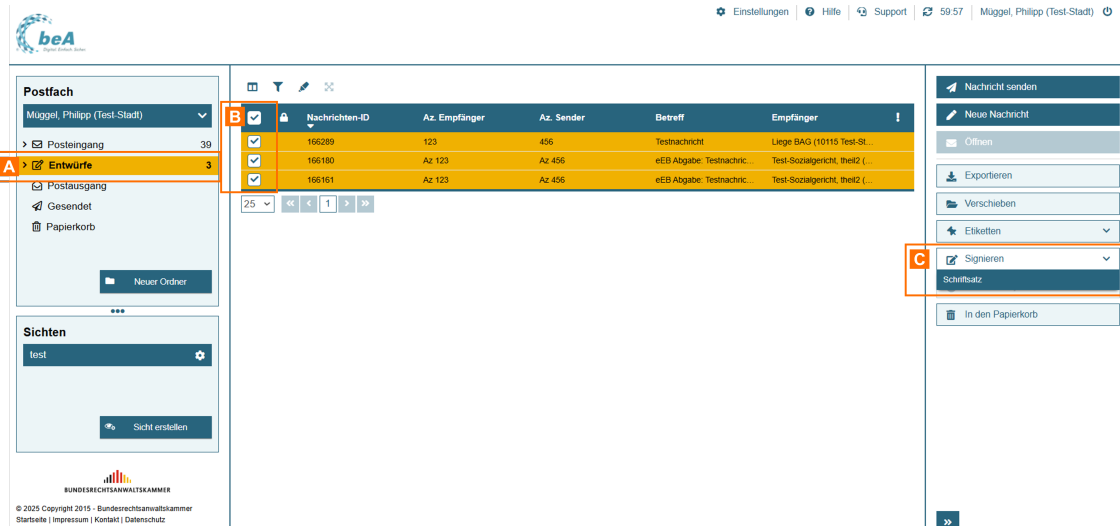 Einstellungen Hilfe Support 59:57 Müggel, Philipp (Test-Stadt)
beA
Digital. Einfach. Sicher.
Postfach
Müggel, Philipp (Test-Stadt)
Posteingang 39
A
Entwürfe 3
Postausgang
Gesendet
Papierkorb
Neuer Ordner
Sichten
test
Sicht erstellen
BUNDESRECHTSANWALTSKAMMER
© 2025 Copyright 2015 - Bundesrechtsanwaltskammer
Startseite | Impressum | Kontakt | Datenschutz
B
Nachrichten-ID Az. Empfänger Az. Sender Betreff Empfänger !
166289 123 456 Testnachricht Liege BAG (10115 Test-St...
166180 Az 123 Az 456 eEB Abgabe: Testnachric... Test-Sozialgericht, theil2 (...
166161 Az 123 Az 456 eEB Abgabe: Testnachric... Test-Sozialgericht, theil2 (...
25 « < 1 > »
Nachricht senden
Neue Nachricht
Öffnen
Exportieren
Verschieben
Etiketten
C
Signieren
Schriftsatz
In den Papierkorb
»